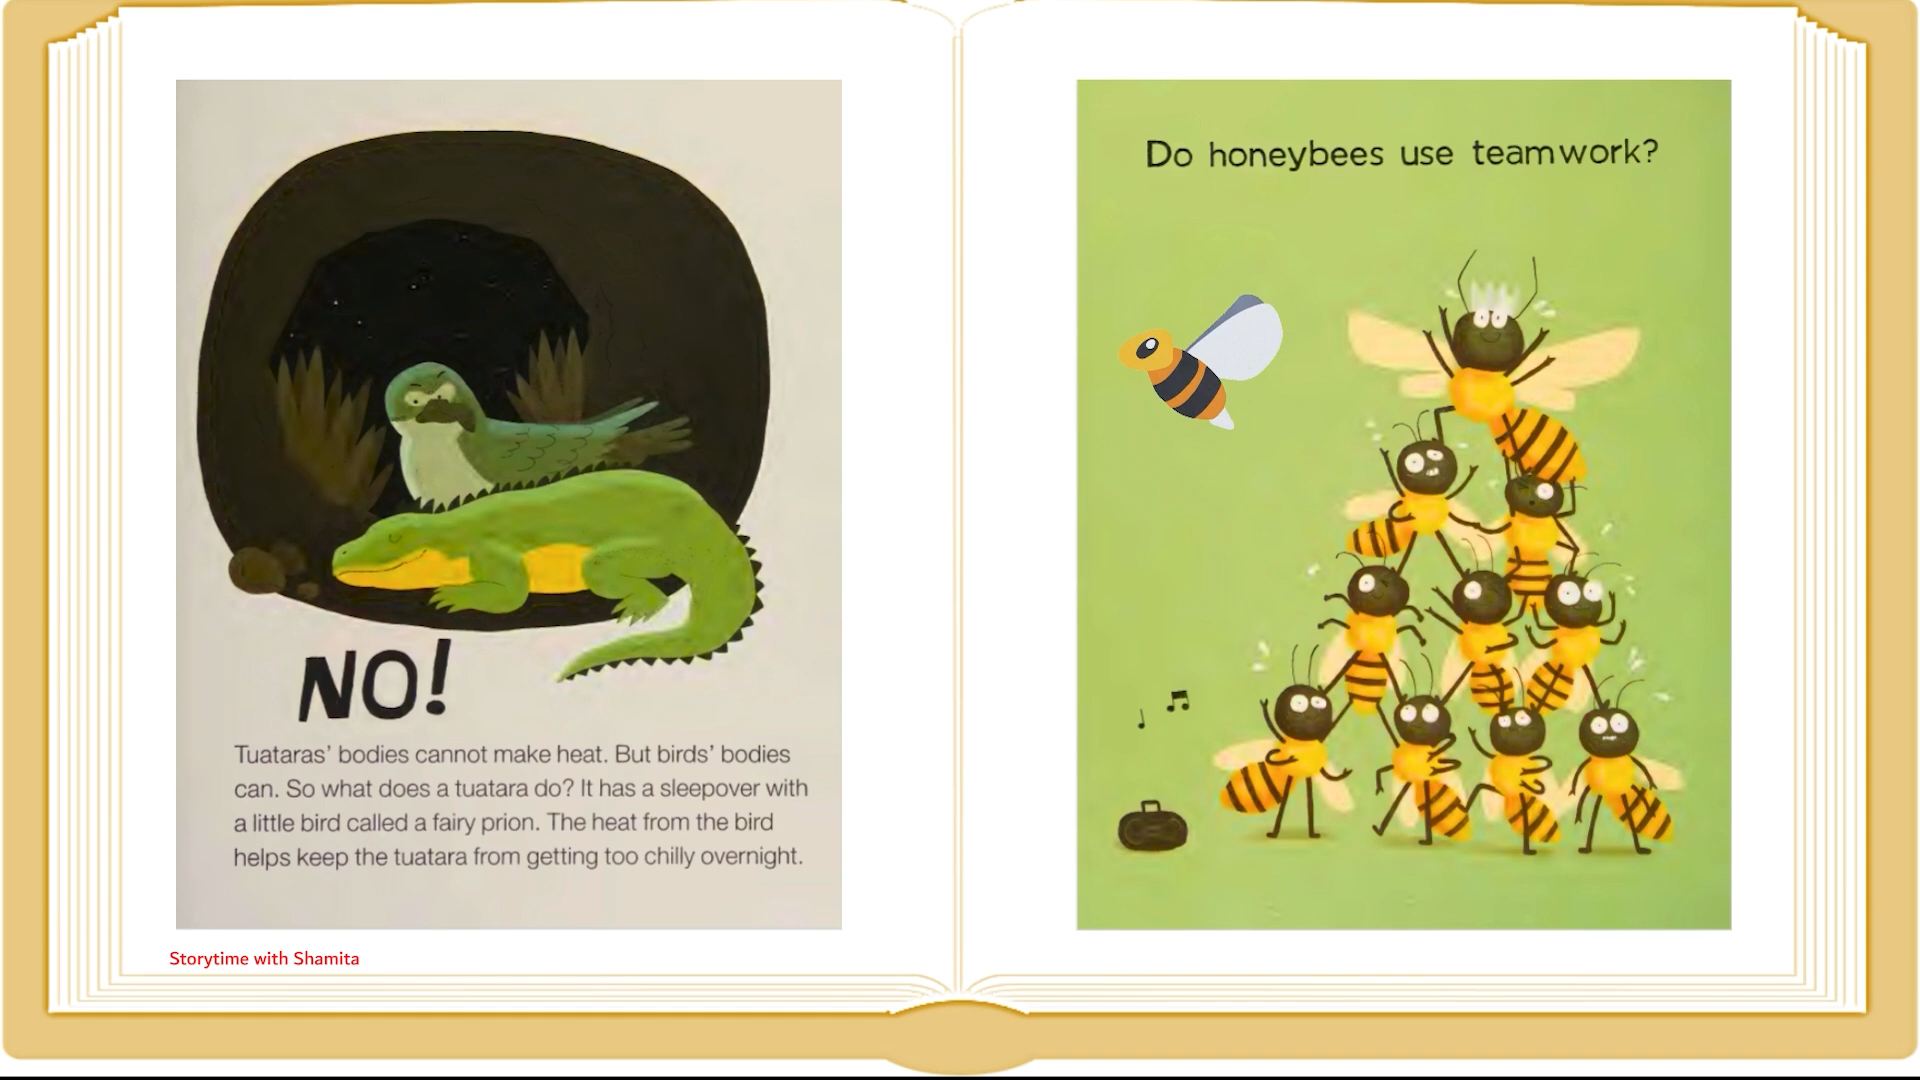 NO!
Tuataras' bodies cannot make heat. But birds' bodies
can. So what does a tuatara do? It has a sleepover with
a little bird called a fairy prion. The heat from the bird
helps keep the tuatara from getting too chilly overnight.
Storytime with Shamita
Do honeybees use teamwork?